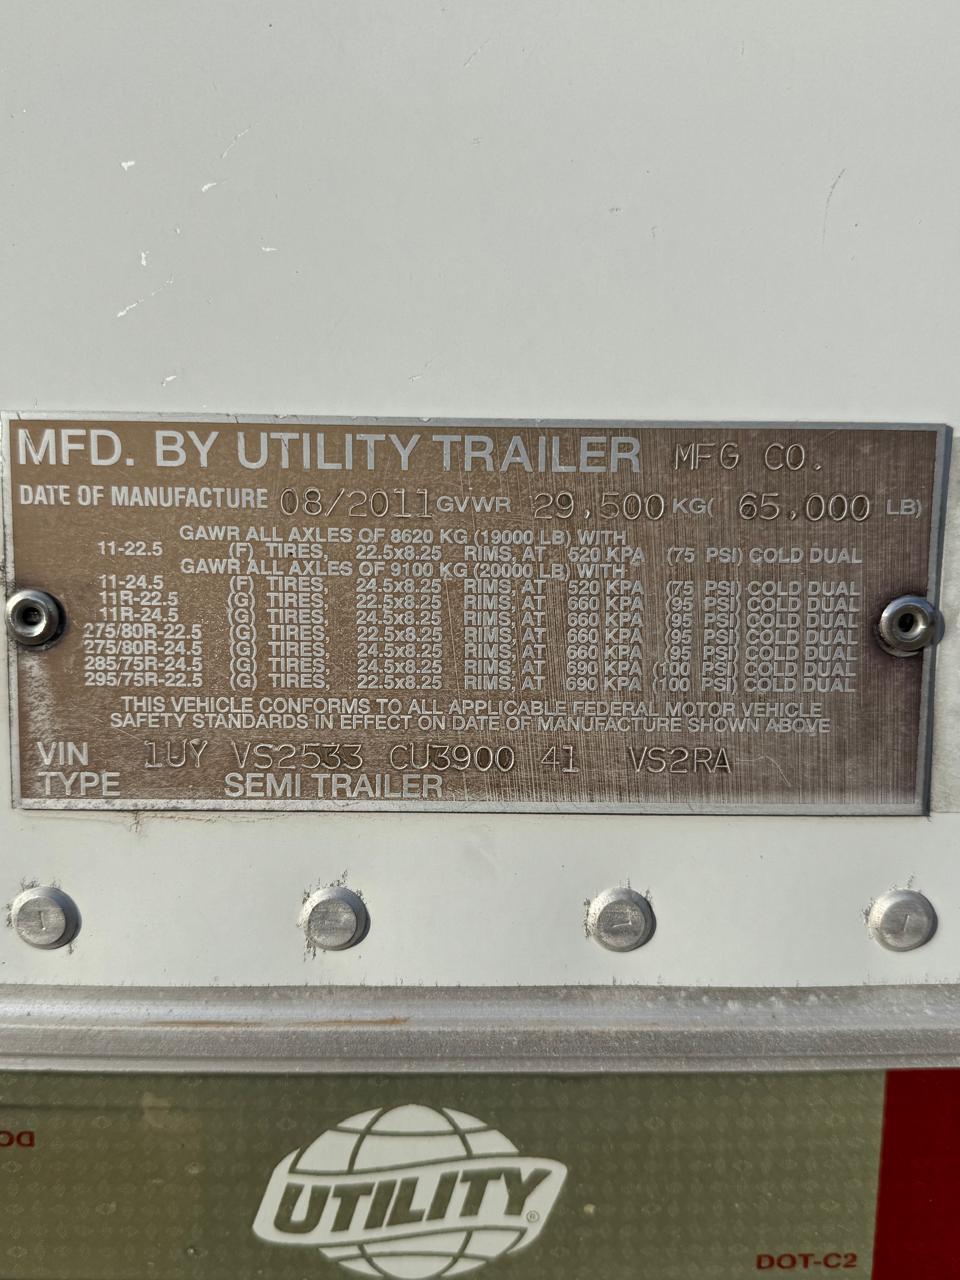 MFD. BY UTILITY TRAILER MFG CO.
DATE OF MANUFACTURE 08/2011 GVWR 29,500 KG( 65,000 LB)
GAWR ALL AXLES OF 8620 KG (19000 LB) WITH
11-22.5 (F) TIRES, 22.5x8.25 RIMS, AT 520 KPA (75 PSI) COLD DUAL
GAWR ALL AXLES OF 9100 KG (20000 LB) WITH
11-24.5 (F) TIRES, 24.5x8.25 RIMS, AT 520 KPA (75 PSI) COLD DUAL
11R-22.5 (G) TIRES, 22.5x8.25 RIMS, AT 660 KPA (95 PSI) COLD DUAL
11R-24.5 (G) TIRES, 24.5x8.25 RIMS, AT 660 KPA (95 PSI) COLD DUAL
275/80R-22.5 (G) TIRES, 22.5x8.25 RIMS, AT 660 KPA (95 PSI) COLD DUAL
275/80R-24.5 (G) TIRES, 24.5x8.25 RIMS, AT 660 KPA (95 PSI) COLD DUAL
285/75R-24.5 (G) TIRES, 24.5x8.25 RIMS, AT 690 KPA (100 PSI) COLD DUAL
295/75R-22.5 (G) TIRES, 22.5x8.25 RIMS, AT 690 KPA (100 PSI) COLD DUAL
THIS VEHICLE CONFORMS TO ALL APPLICABLE FEDERAL MOTOR VEHICLE
SAFETY STANDARDS IN EFFECT ON DATE OF MANUFACTURE SHOWN ABOVE
VIN 1UY VS2533 CU3900 41 VS2RA
TYPE SEMI TRAILER
UTILITY®
DOT-C2